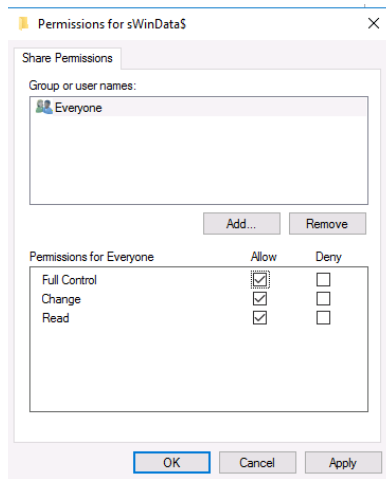 Permissions for sWinData$
Share Permissions
Group or user names:
Everyone
Add... Remove
Permissions for Everyone Allow Deny
Full Control
Change
Read
OK Cancel Apply